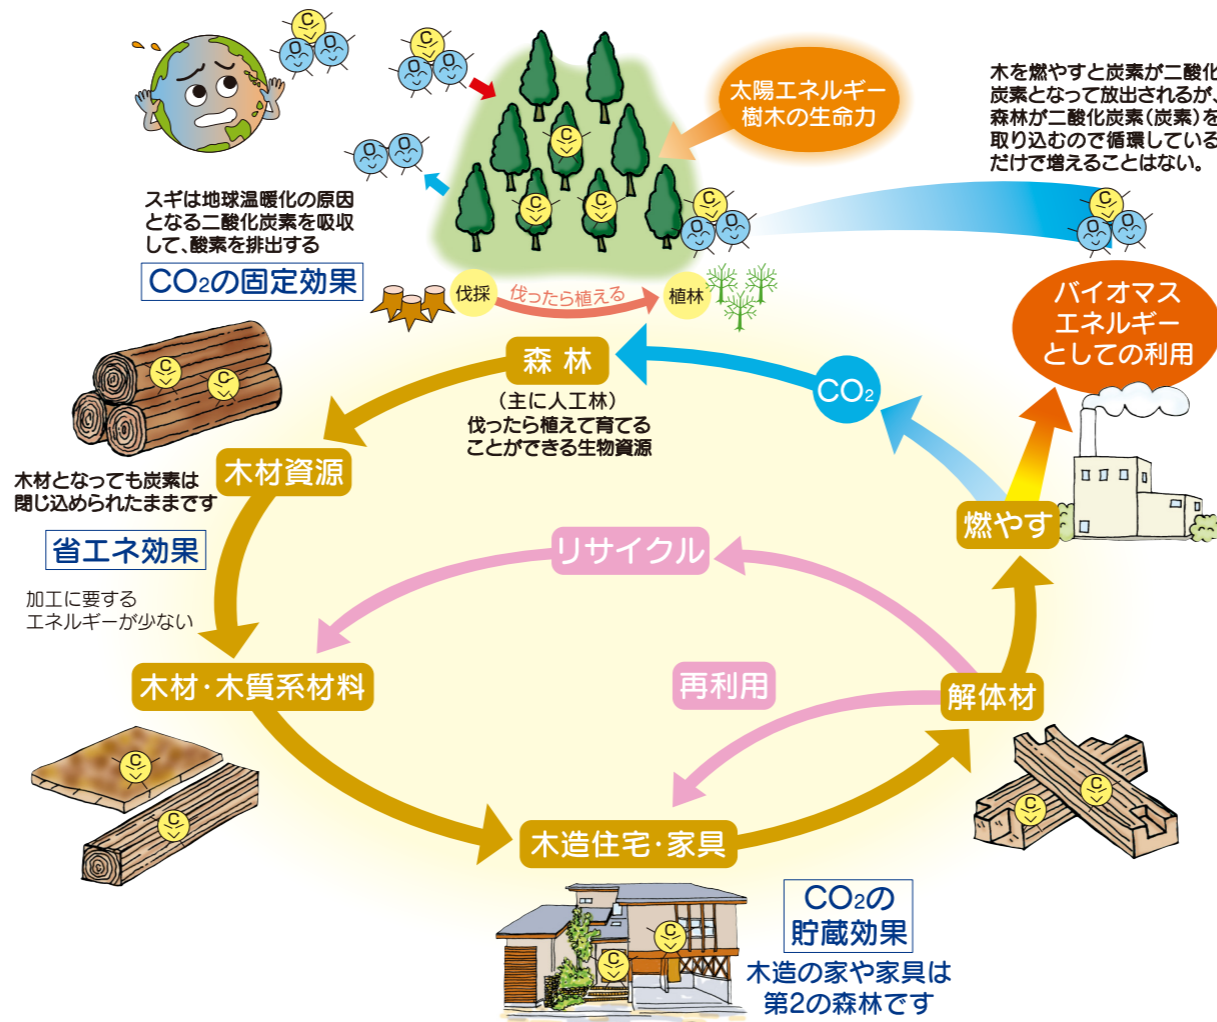 C
O O
C
O O
O O
C
C
C
C
O O
太陽エネルギー
樹木の生命力
木を燃やすと炭素が二酸化
炭素となって放出されるが、
森林が二酸化炭素(炭素)を
取り込むので循環している
だけで増えることはない。
C
O O
スギは地球温暖化の原因
となる二酸化炭素を吸収
して、酸素を排出する
CO₂の固定効果
伐採
伐ったら植える
植林
バイオマス
エネルギー
としての利用
森 林
(主に人工林)
伐ったら植えて育てる
ことができる生物資源
CO₂
C
C
木材資源
木材となっても炭素は
閉じ込められたままです
省エネ効果
加工に要する
エネルギーが少ない
燃やす
リサイクル
木材・木質系材料
再利用
解体材
C
C
C
C
木造住宅・家具
C
C
CO₂の
貯蔵効果
木造の家や家具は
第2の森林です